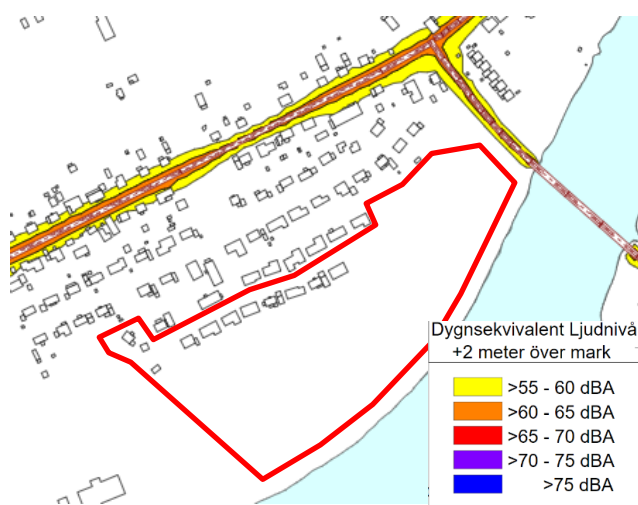 Dygnsekvivalent Ljudnivå
+2 meter över mark
>55 - 60 dBA
>60 - 65 dBA
>65 - 70 dBA
>70 - 75 dBA
>75 dBA